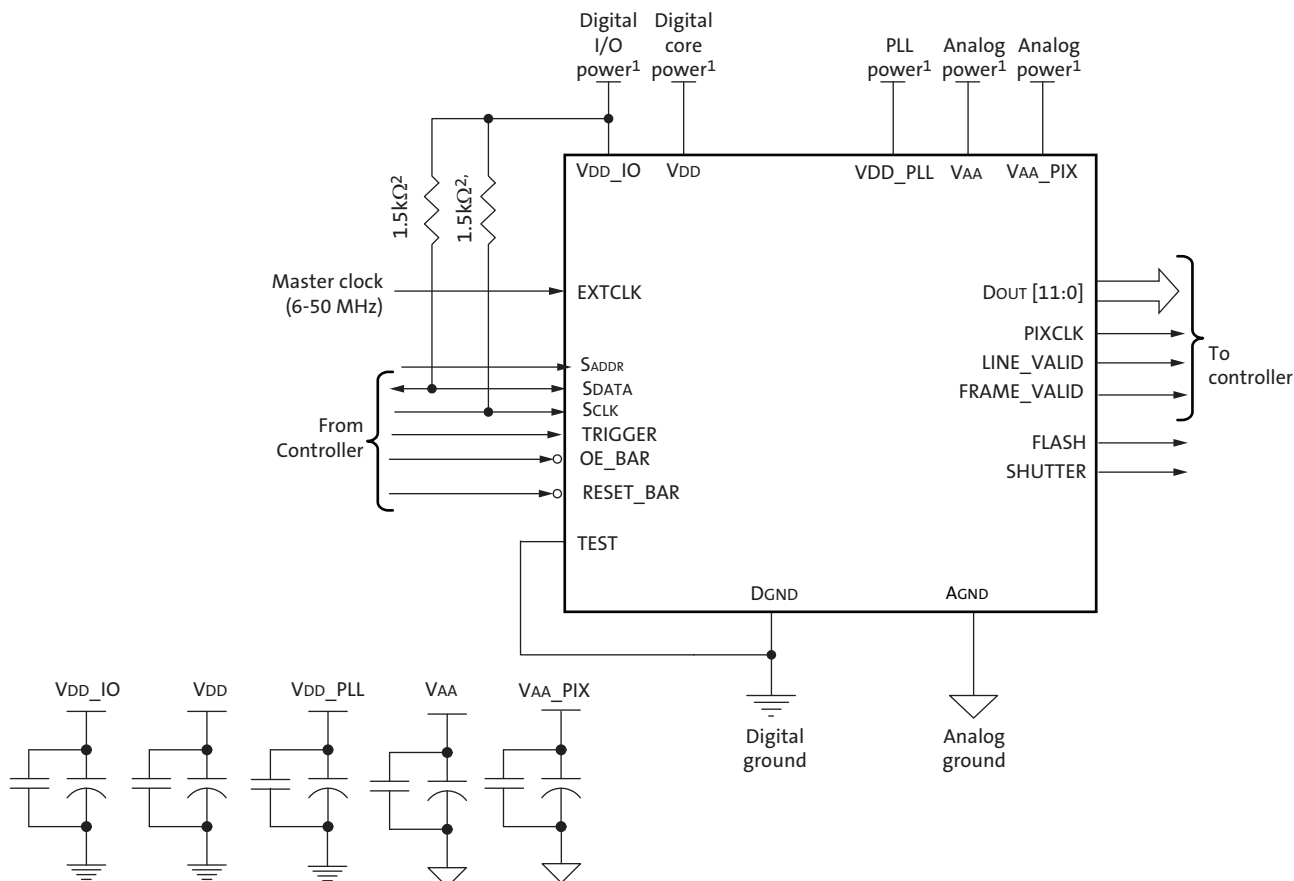 Digital
I/O
power1
Digital
core
power1
PLL
power1
Analog
power1
Analog
power1
VDD_IO
VDD
VDD_PLL
VAA
VAA_PIX
1.5kΩ2
1.5kΩ2,
Master clock
(6-50 MHz)
EXTCLK
SADDR
SDATA
SCLK
TRIGGER
OE_BAR
RESET_BAR
TEST
From
Controller
DOUT [11:0]
PIXCLK
LINE_VALID
FRAME_VALID
FLASH
SHUTTER
To
controller
DGND
AGND
Digital
ground
Analog
ground
VDD_IO
VDD
VDD_PLL
VAA
VAA_PIX